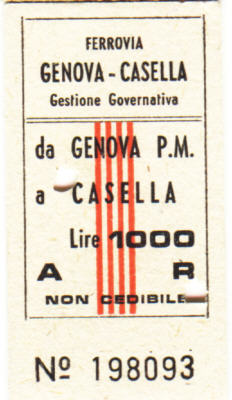 FERROVIA
GENOVA - CASELLA
Gestione Governativa
da GENOVA P.M.
a CASELLA
Lire 1000
A R
NON CEDIBILE
Nº 198093